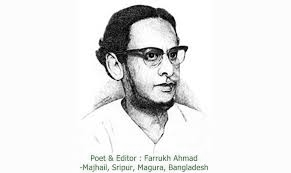 Poet & Editor : Farrukh Ahmad
-Majhail, Sripur, Magura, Bangladesh